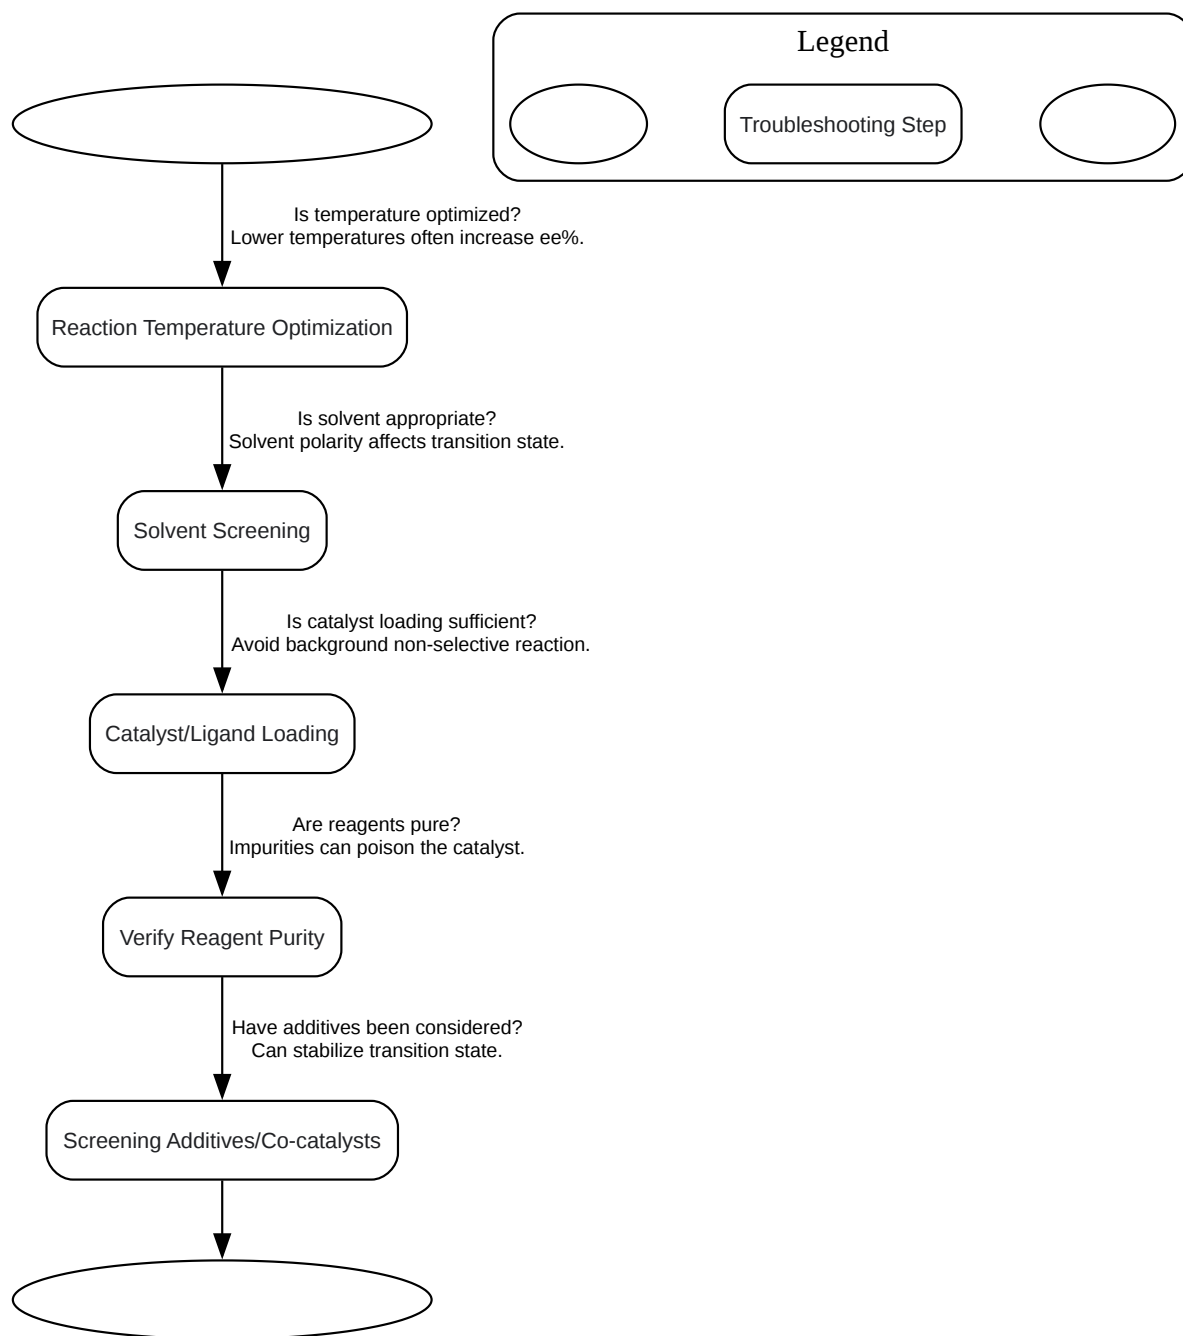 Legend
Troubleshooting Step
Is temperature optimized?
Lower temperatures often increase ee%.
Reaction Temperature Optimization
Is solvent appropriate?
Solvent polarity affects transition state.
Solvent Screening
Is catalyst loading sufficient?
Avoid background non-selective reaction.
Catalyst/Ligand Loading
Are reagents pure?
Impurities can poison the catalyst.
Verify Reagent Purity
Have additives been considered?
Can stabilize transition state.
Screening Additives/Co-catalysts